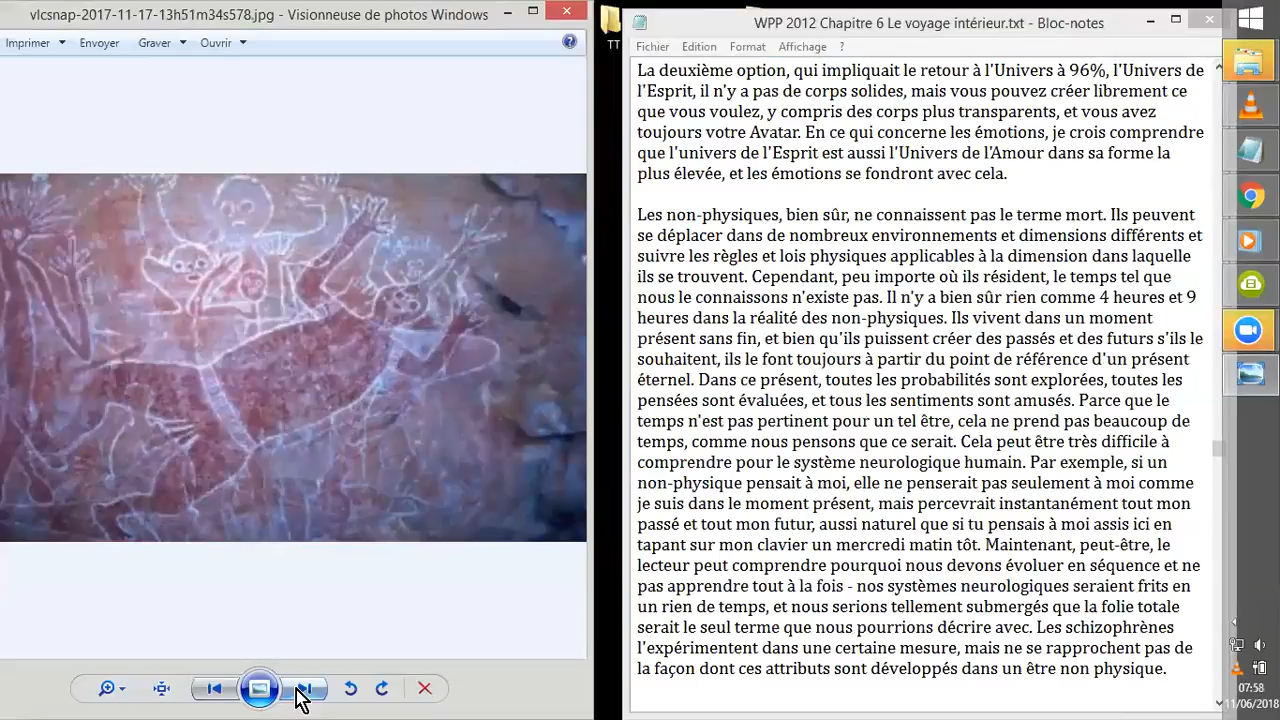 vlcsnap-2017-11-17-13h51m34s578.jpg - Visionneuse de photos Windows
Imprimer Envoyer Graver Ouvrir
TT
WPP 2012 Chapitre 6 Le voyage intérieur.txt - Bloc-notes
Fichier Edition Format Affichage ?
La deuxième option, qui impliquait le retour à l'Univers à 96%, l'Univers de
l'Esprit, il n'y a pas de corps solides, mais vous pouvez créer librement ce
que vous voulez, y compris des corps plus transparents, et vous avez
toujours votre Avatar. En ce qui concerne les émotions, je crois comprendre
que l'univers de l'Esprit est aussi l'Univers de l'Amour dans sa forme la
plus élevée, et les émotions se fondront avec cela.
Les non-physiques, bien sûr, ne connaissent pas le terme mort. Ils peuvent
se déplacer dans de nombreux environnements et dimensions différents et
suivre les règles et lois physiques applicables à la dimension dans laquelle
ils se trouvent. Cependant, peu importe où ils résident, le temps tel que
nous le connaissons n'existe pas. Il n'y a bien sûr rien comme 4 heures et 9
heures dans la réalité des non-physiques. Ils vivent dans un moment
présent sans fin, et bien qu'ils puissent créer des passés et des futurs s'ils le
souhaitent, ils le font toujours à partir du point de référence d'un présent
éternel. Dans ce présent, toutes les probabilités sont explorées, toutes les
pensées sont évaluées, et tous les sentiments sont amusés. Parce que le
temps n'est pas pertinent pour un tel être, cela ne prend pas beaucoup de
temps, comme nous pensons que ce serait. Cela peut être très difficile à
comprendre pour le système neurologique humain. Par exemple, si un
non-physique pensait à moi, elle ne penserait pas seulement à moi comme
je suis dans le moment présent, mais percevrait instantanément tout mon
passé et tout mon futur, aussi naturel que si tu pensais à moi assis ici en
tapant sur mon clavier un mercredi matin tôt. Maintenant, peut-être, le
lecteur peut comprendre pourquoi nous devons évoluer en séquence et ne
pas apprendre tout à la fois - nos systèmes neurologiques seraient frits en
un rien de temps, et nous serions tellement submergés que la folie totale
serait le seul terme que nous pourrions décrire avec. Les schizophrènes
l'expérimentent dans une certaine mesure, mais ne se rapprochent pas de
la façon dont ces attributs sont développés dans un être non physique.
07:58
11/06/2018